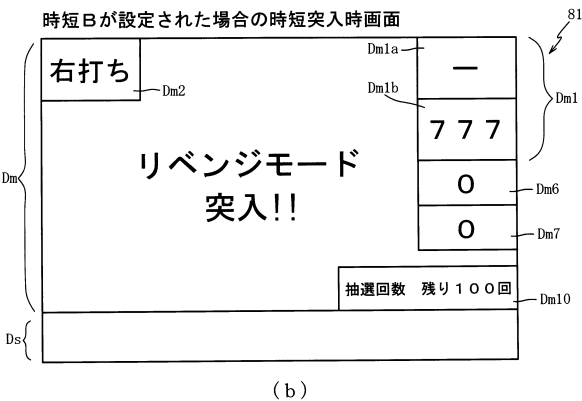 時短Bが設定された場合の時短突入時画面
81
右打ち
Dm2
Dm1a
ー
Dm1
Dm1b
777
リベンジモード
突入!!
Dm
0
Dm6
0
Dm7
抽選回数 残り100回
Dm10
Ds
(b)